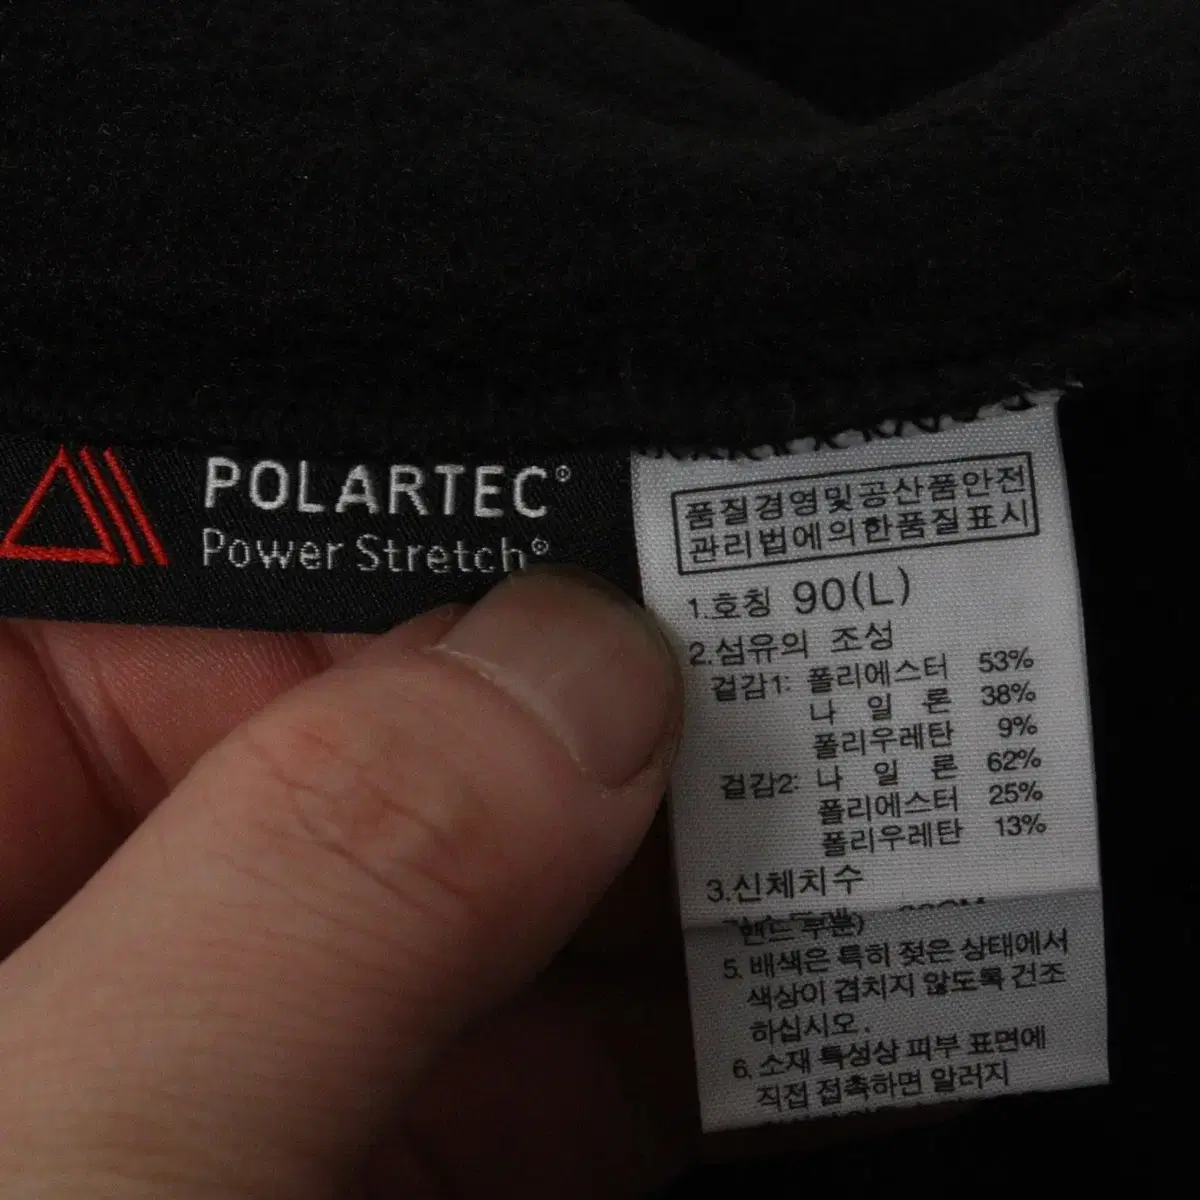 POLARTEC®
Power Stretch®
품질경영및공산품안전
관리법에의한품질표시
1.호칭 90(L)
2.섬유의 조성
겉감1: 폴리에스터 53%
나 일 론 38%
폴리우레탄 9%
겉감2: 나 일 론 62%
폴리에스터 25%
폴리우레탄 13%
3.신체치수
밴드 부분)
5. 배색은 특히 젖은 상태에서
색상이 겹치지 않도록 건조
하십시오.
6. 소재 특성상 피부 표면에
직접 접촉하면 알러지